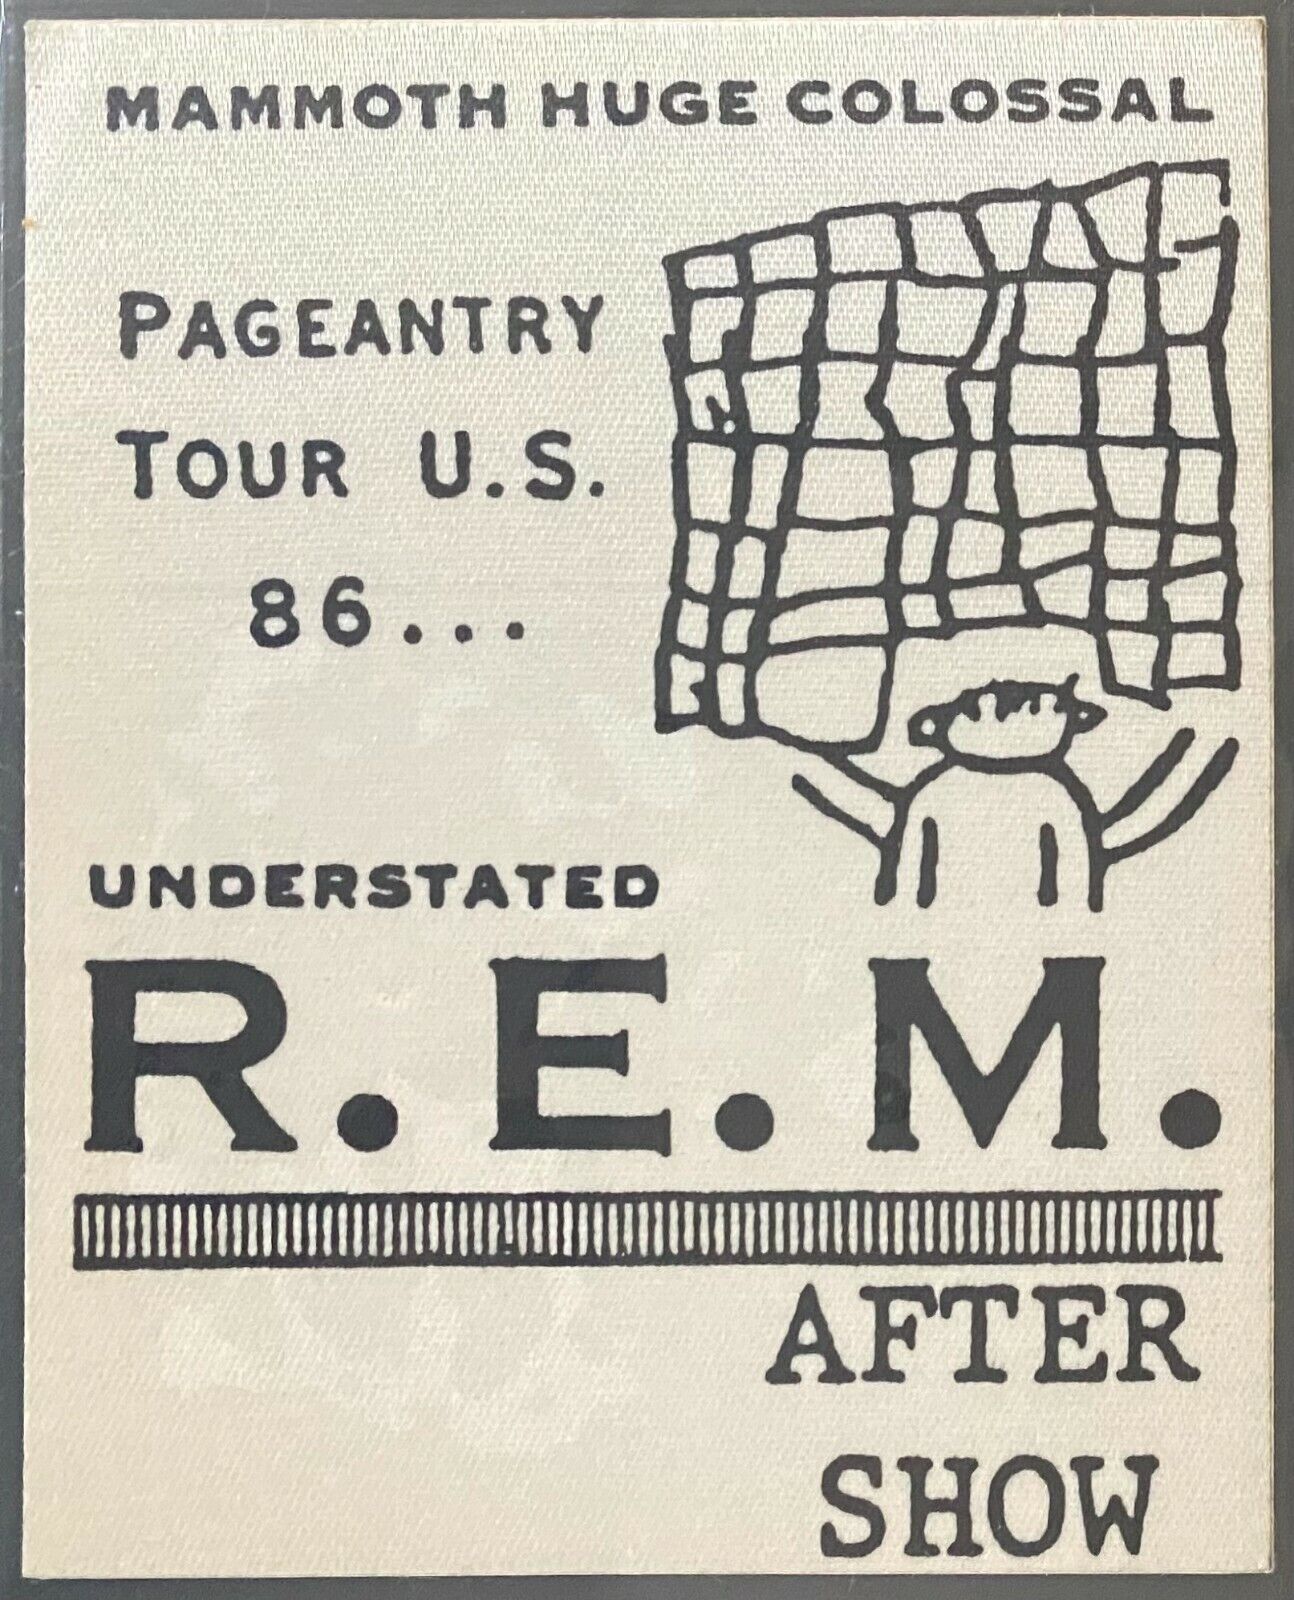 MAMMOTH HUGE COLOSSAL
PAGEANTRY
TOUR U.S.
86...
UNDERSTATED
R.E.M.
AFTER
SHOW